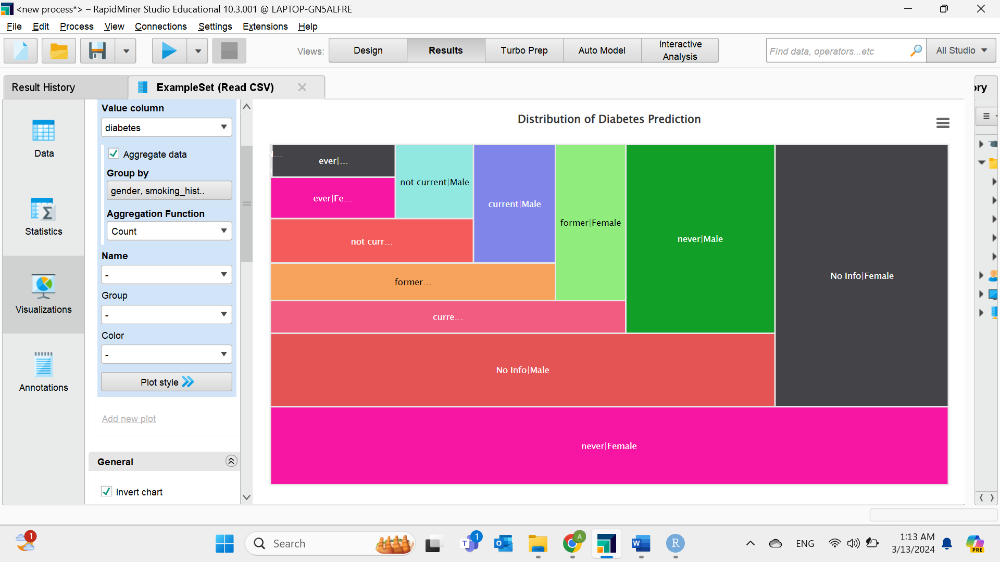 <new process*> – RapidMiner Studio Educational 10.3.001 @ LAPTOP-GN5ALFRE
File Edit Process View Connections Settings Extensions Help
Views: Design Results Turbo Prep Auto Model Interactive Analysis
Find data, operators...etc
All Studio
Result History
ExampleSet (Read CSV)
ory
Data
Statistics
Visualizations
Annotations
Value column
diabetes
Aggregate data
Group by
gender, smoking_hist..
Aggregation Function
Count
Name
-
Group
-
Color
-
Plot style
Add new plot
General
Invert chart
Distribution of Diabetes Prediction
ever|...
ever|Fe...
not current|Male
current|Male
former|Female
never|Male
No Info|Female
not curr...
former...
curre...
No Info|Male
never|Female
1
Search
T
1
O
A
W
R
ENG
1:13 AM
3/13/2024
PRE